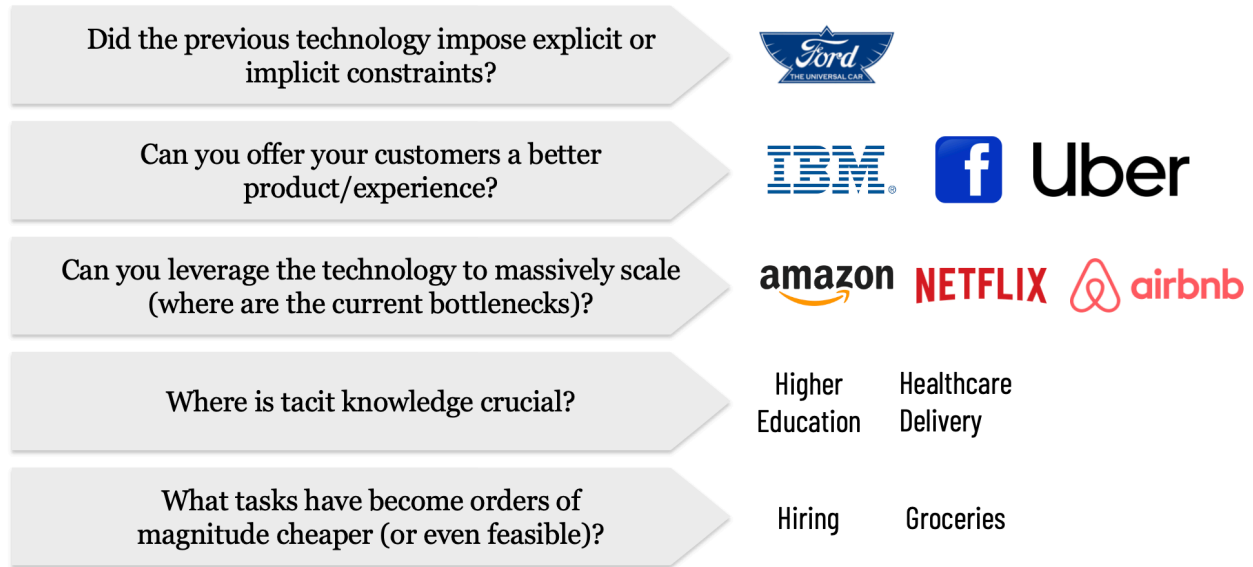 Did the previous technology impose explicit or
implicit constraints?
Ford
THE UNIVERSAL CAR
Can you offer your customers a better
product/experience?
IBM®
f
Uber
Can you leverage the technology to massively scale
(where are the current bottlenecks)?
amazon
NETFLIX
airbnb
Where is tacit knowledge crucial?
Higher
Education
Healthcare
Delivery
What tasks have become orders of
magnitude cheaper (or even feasible)?
Hiring
Groceries